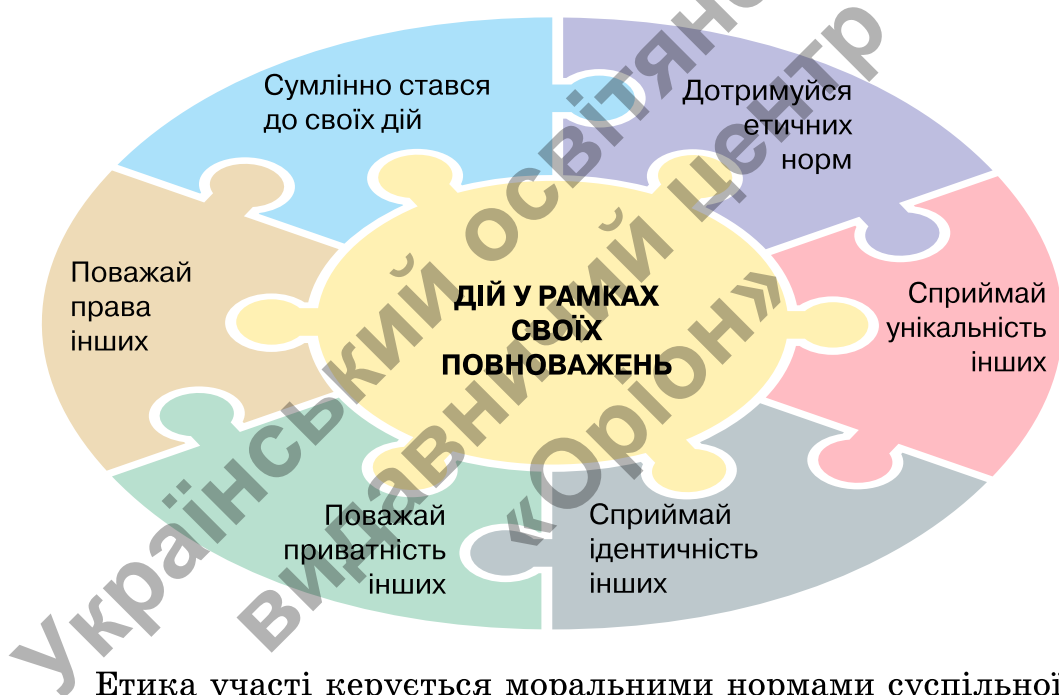 Сумлінно стався
до своїх дій
Дотримуйся
етичних
норм
Поважай
права
інших
ДІЙ У РАМКАХ
СВОЇХ
ПОВНОВАЖЕНЬ
Сприймай
унікальність
інших
Поважай
приватність
інших
Сприймай
ідентичність
інших
Український
видавничий центр
«Оріон»
Етика участі керується моральними нормами суспільної